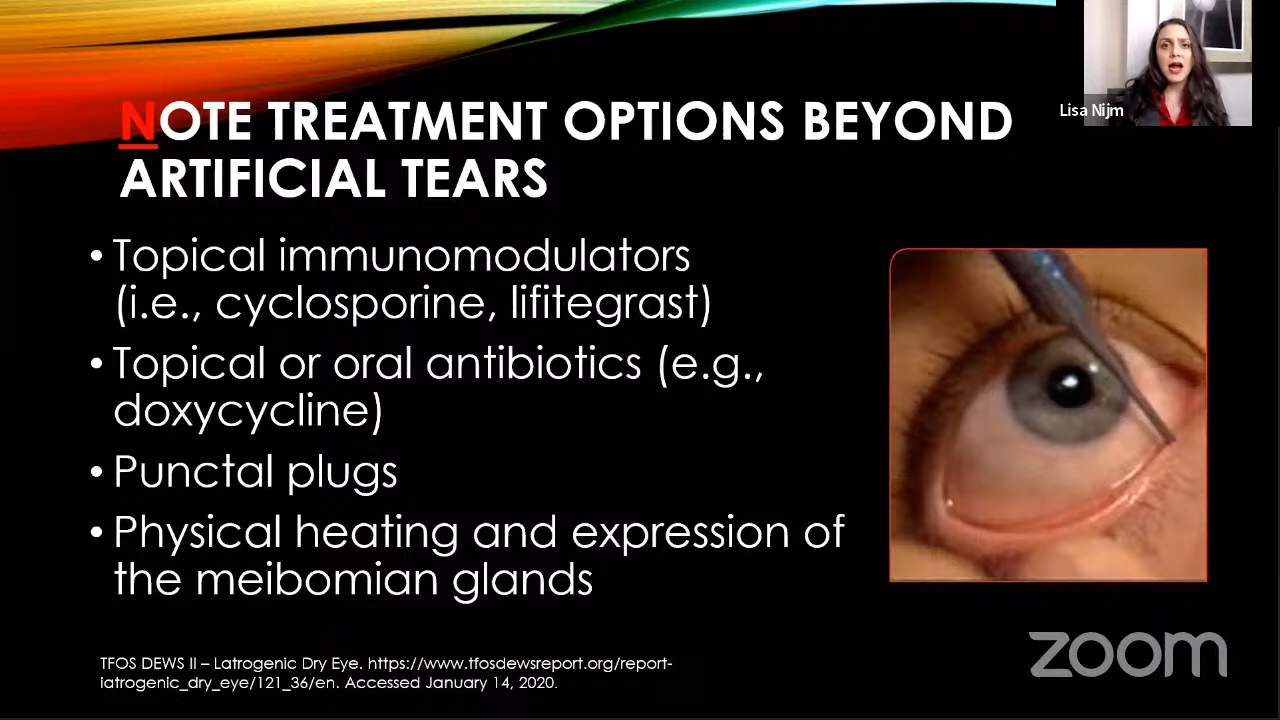 Lisa Nijm
NOTE TREATMENT OPTIONS BEYOND
ARTIFICIAL TEARS
• Topical immunomodulators
(i.e., cyclosporine, lifitegrast)
• Topical or oral antibiotics (e.g.,
doxycycline)
• Punctal plugs
• Physical heating and expression of
the meibomian glands
TFOS DEWS II – Latrogenic Dry Eye. https://www.tfosdewsreport.org/report-
iatrogenic_dry_eye/121_36/en. Accessed January 14, 2020.
zoom